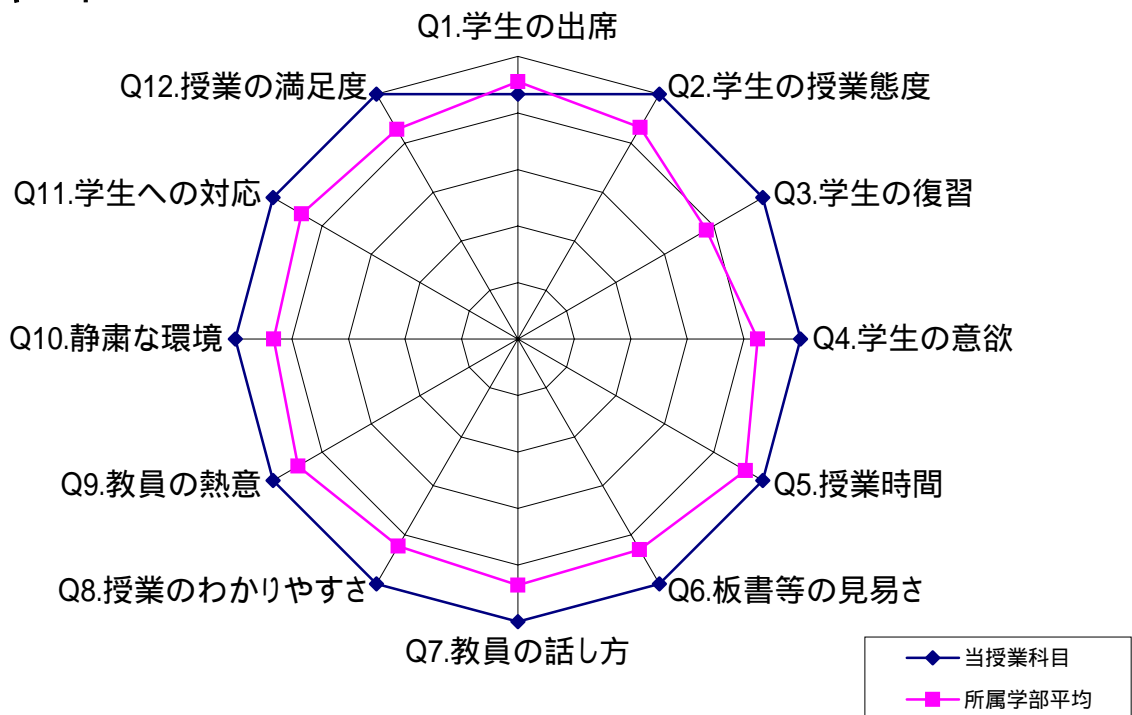 Q1.学生の出席
Q2.学生の授業態度
Q3.学生の復習
Q4.学生の意欲
Q5.授業時間
Q6.板書等の見易さ
Q7.教員の話し方
Q8.授業のわかりやすさ
Q9.教員の熱意
Q10.静粛な環境
Q11.学生への対応
Q12.授業の満足度
当授業科目
所属学部平均